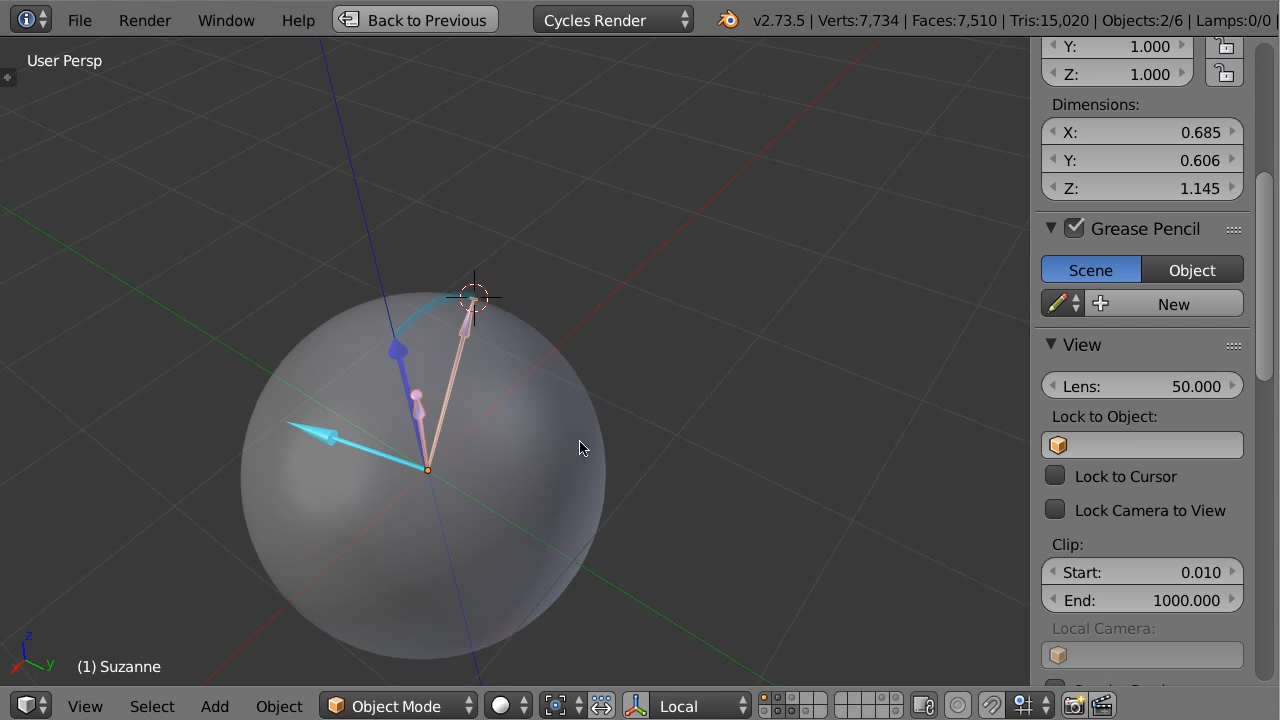 File Render Window Help Back to Previous Cycles Render v2.73.5 | Verts:7,734 | Faces:7,510 | Tris:15,020 | Objects:2/6 | Lamps:0/0 |
User Persp
Y: 1.000
Z: 1.000
Dimensions:
X: 0.685
Y: 0.606
Z: 1.145
Grease Pencil
Scene Object
New
View
Lens: 50.000
Lock to Object:
Lock to Cursor
Lock Camera to View
Clip:
Start: 0.010
End: 1000.000
Local Camera:
z
y
(1) Suzanne
View Select Add Object Object Mode Local